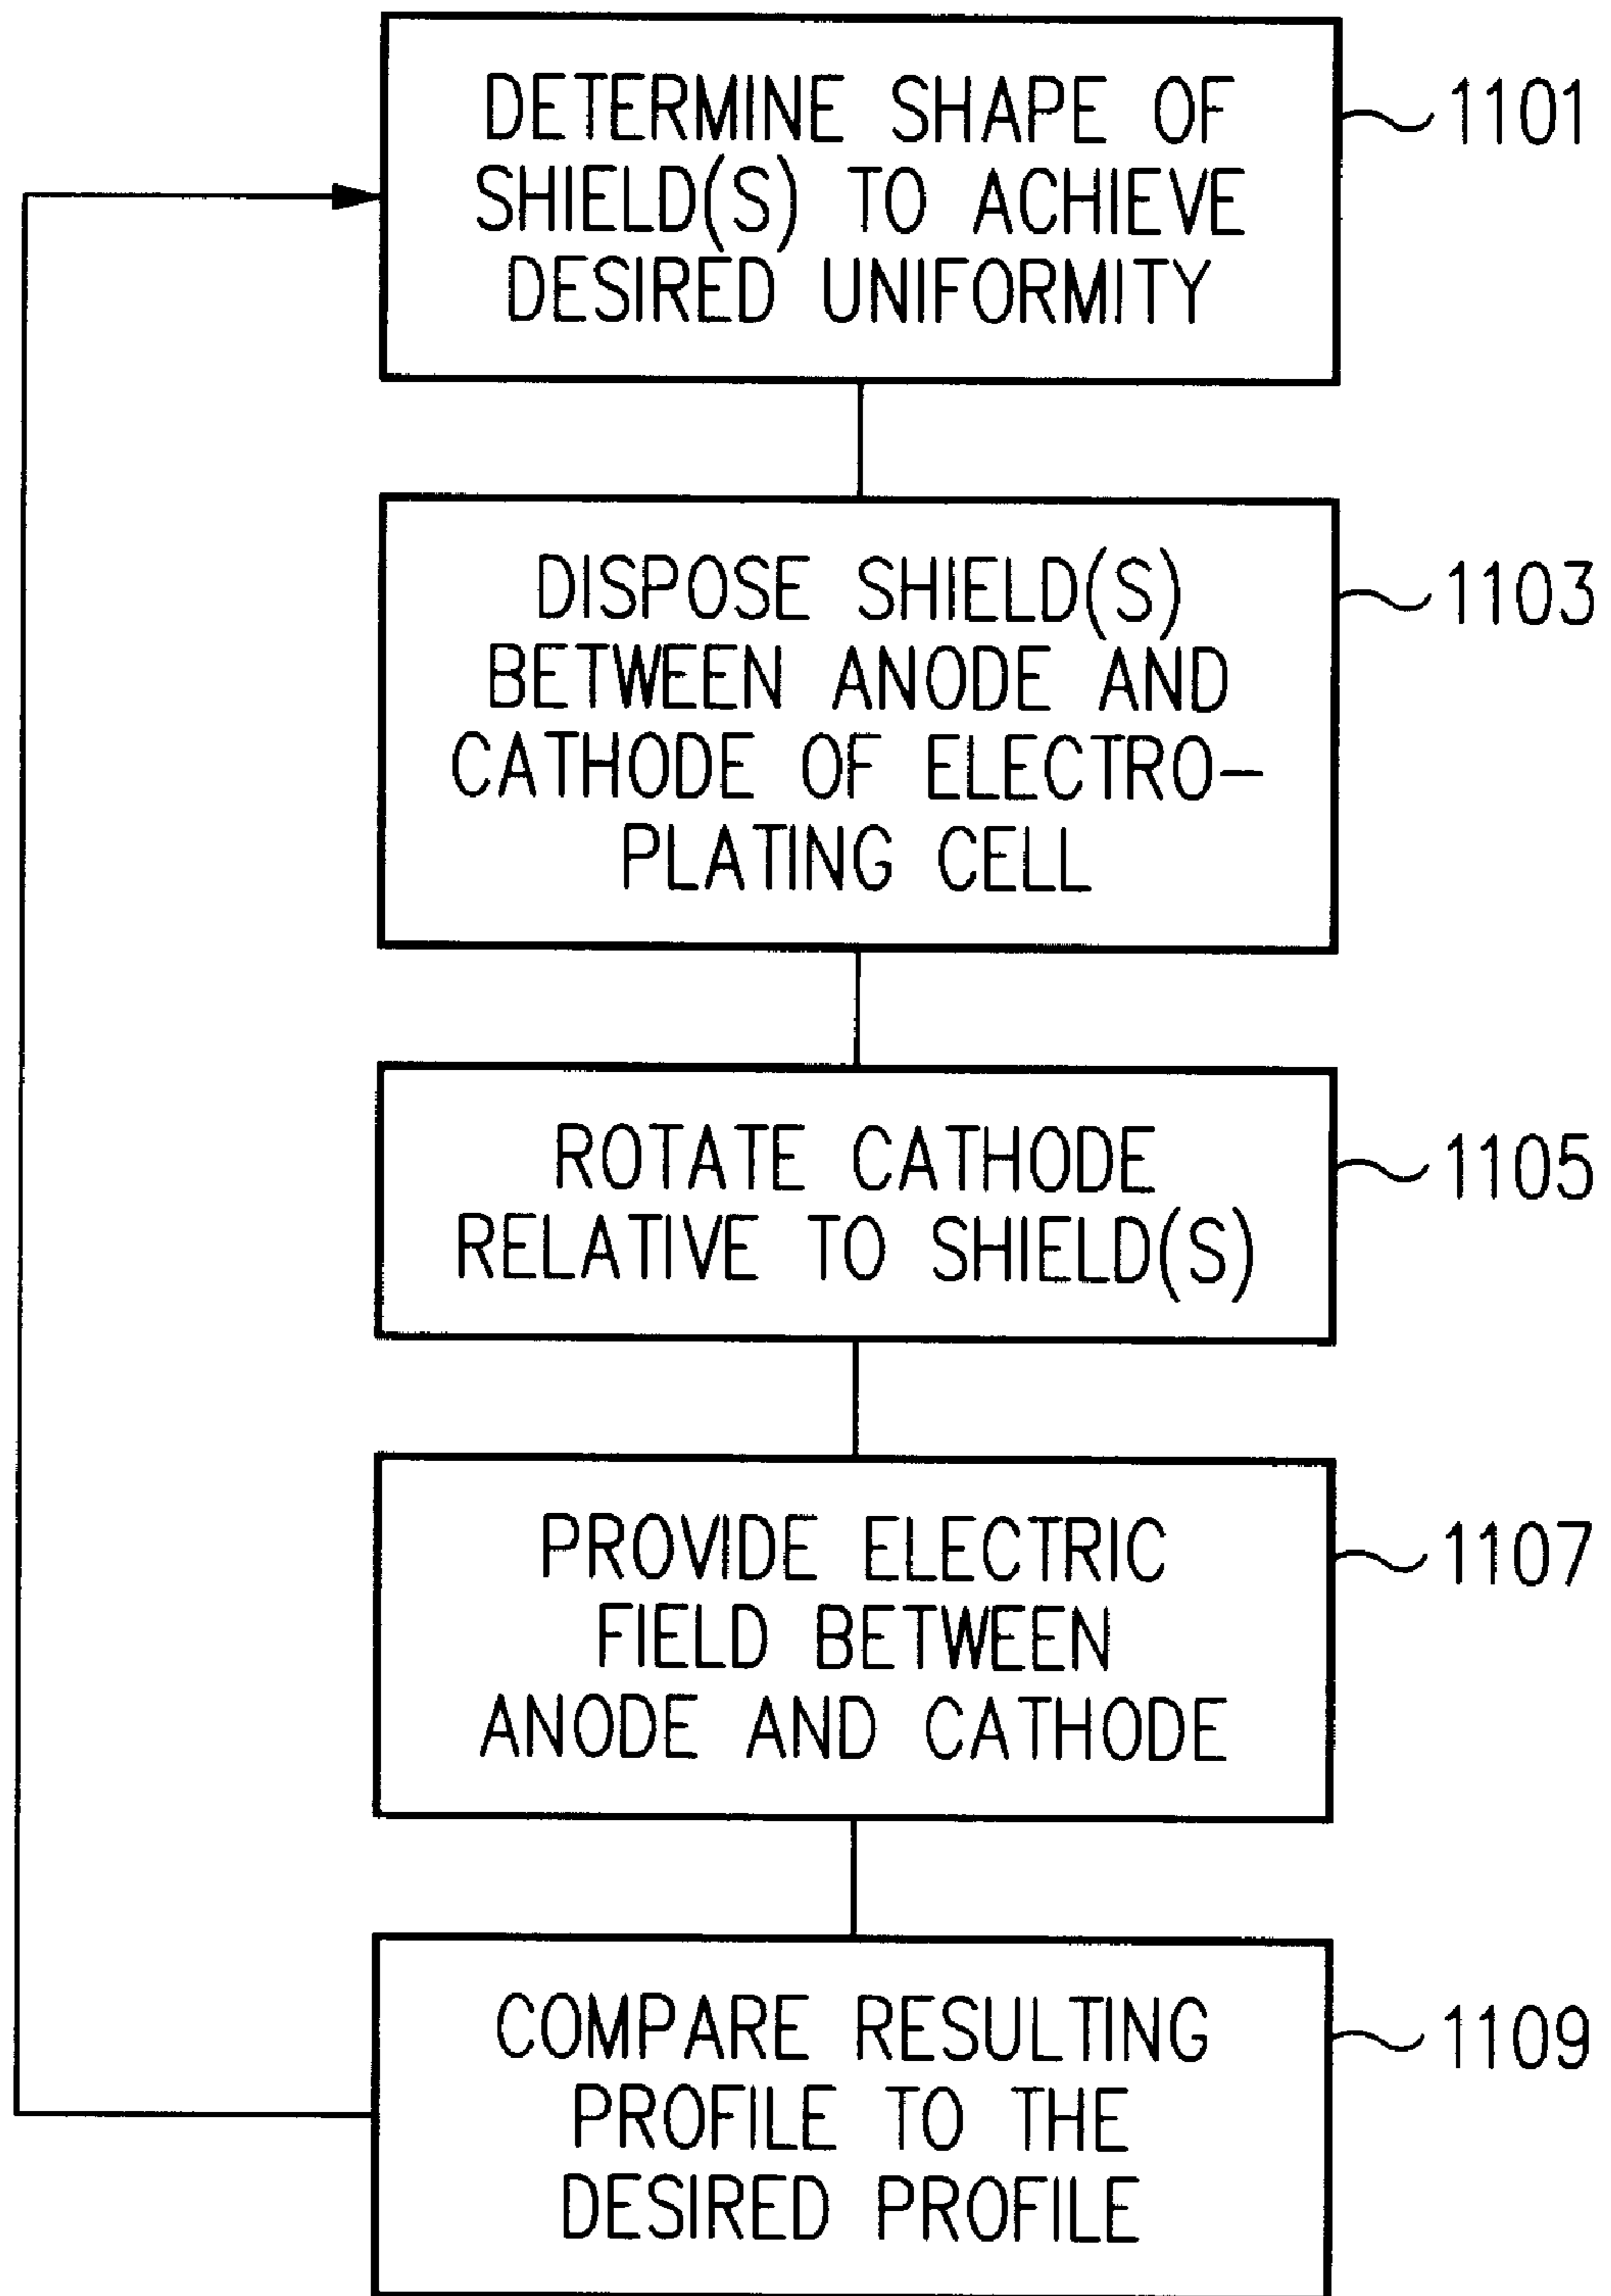 DETERMINE SHAPE OF
SHIELD(S) TO ACHIEVE
DESIRED UNIFORMITY
1101
DISPOSE SHIELD(S)
BETWEEN ANODE AND
CATHODE OF ELECTRO-
PLATING CELL
1103
ROTATE CATHODE
RELATIVE TO SHIELD(S)
1105
PROVIDE ELECTRIC
FIELD BETWEEN
ANODE AND CATHODE
1107
COMPARE RESULTING
PROFILE TO THE
DESIRED PROFILE
1109